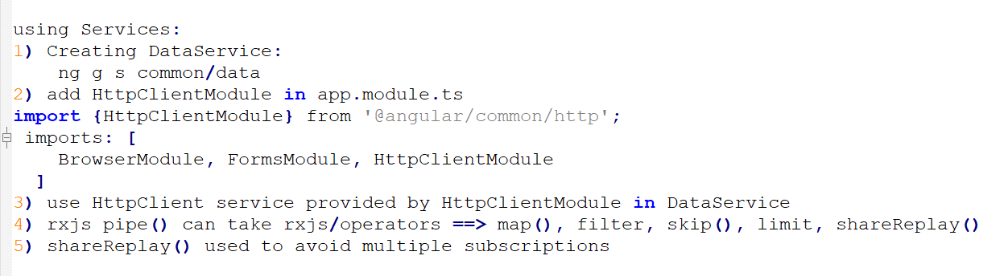 using Services:
1) Creating DataService:
ng g s common/data
2) add HttpClientModule in app.module.ts
import {HttpClientModule} from '@angular/common/http';
imports: [
BrowserModule, FormsModule, HttpClientModule
]
3) use HttpClient service provided by HttpClientModule in DataService
4) rxjs pipe() can take rxjs/operators ==> map(), filter, skip(), limit, shareReplay()
5) shareReplay() used to avoid multiple subscriptions